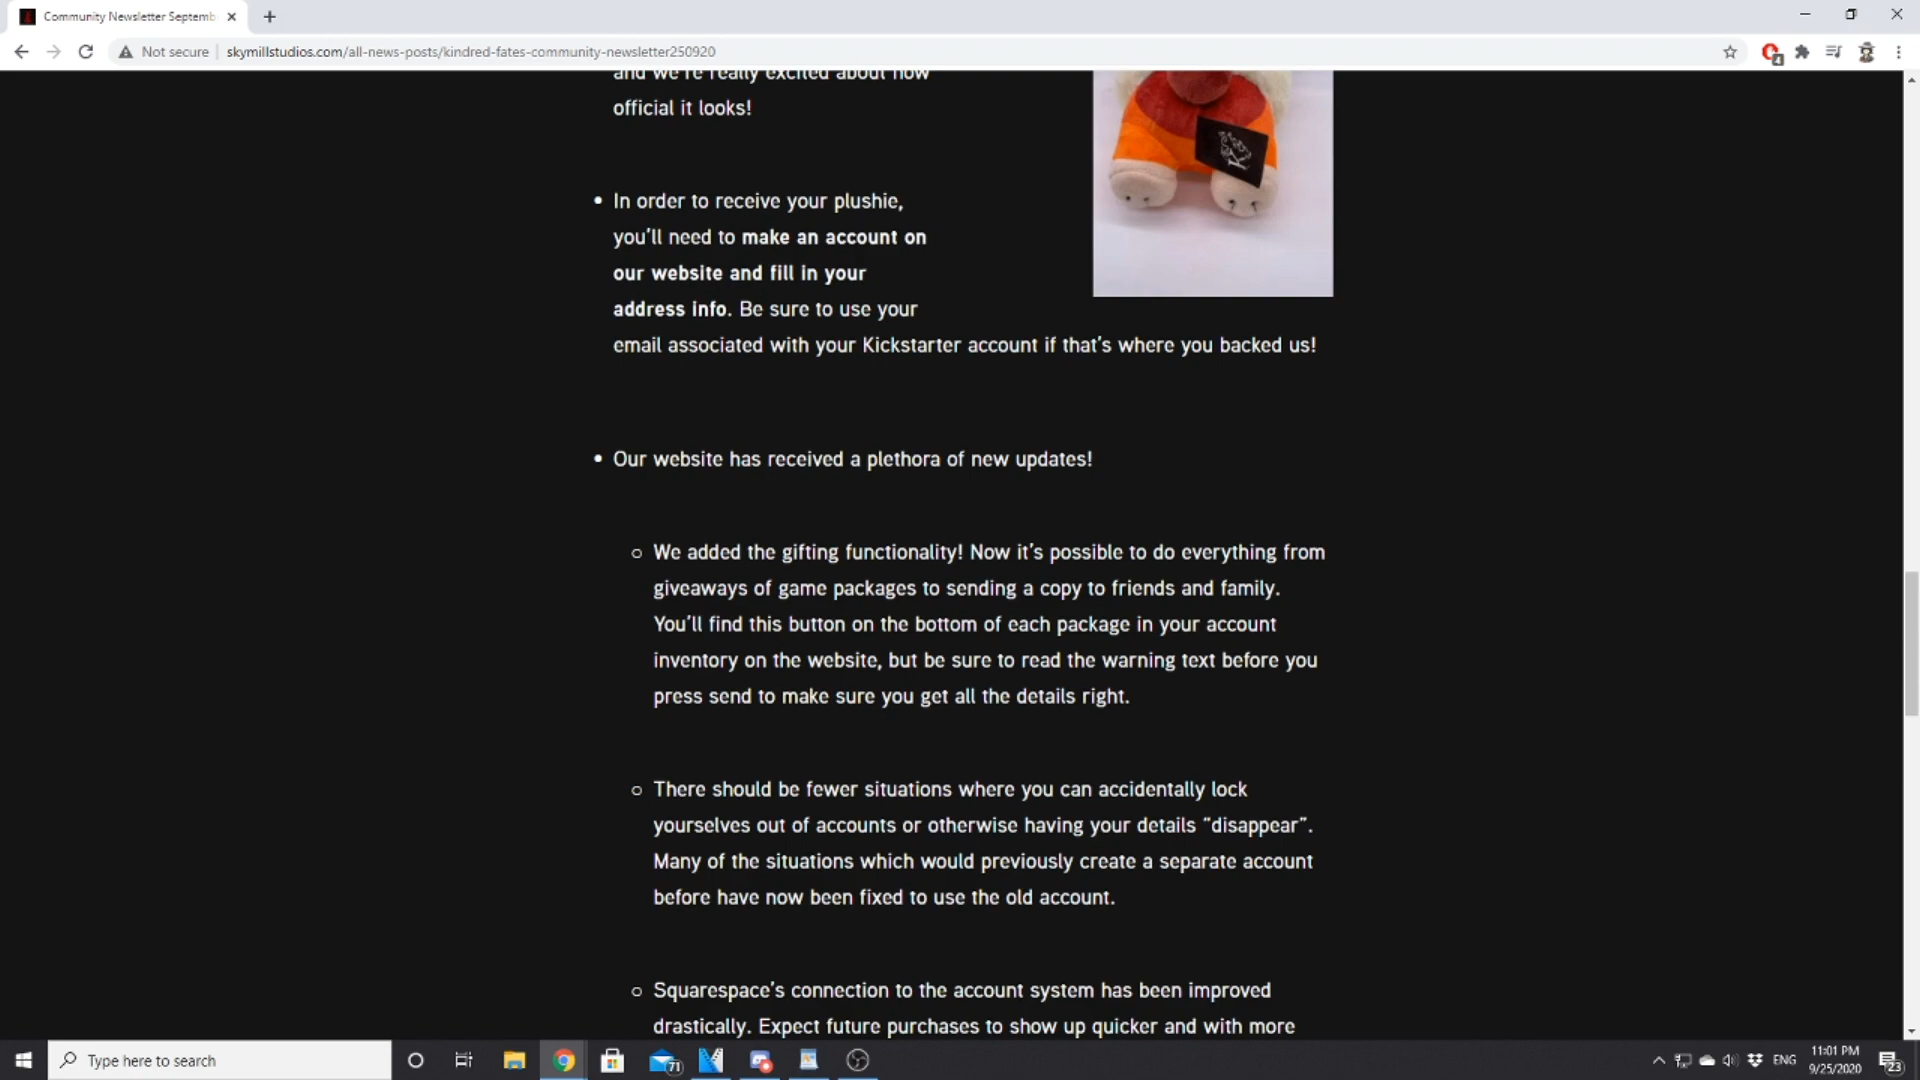 Community Newsletter Septemb
Not secure
skymillstudios.com/all-news-posts/kindred-fates-community-newsletter250920
4
and we're really excited about how
official it looks!
In order to receive your plushie,
you'll need to make an account on
our website and fill in your
address info. Be sure to use your
email associated with your Kickstarter account if that's where you backed us!
Our website has received a plethora of new updates!
We added the gifting functionality! Now it's possible to do everything from
giveaways of game packages to sending a copy to friends and family.
You'll find this button on the bottom of each package in your account
inventory on the website, but be sure to read the warning text before you
press send to make sure you get all the details right.
There should be fewer situations where you can accidentally lock
yourselves out of accounts or otherwise having your details "disappear".
Many of the situations which would previously create a separate account
before have now been fixed to use the old account.
Squarespace's connection to the account system has been improved
drastically. Expect future purchases to show up quicker and with more
Type here to search
71
ENG
11:01 PM
9/25/2020
23